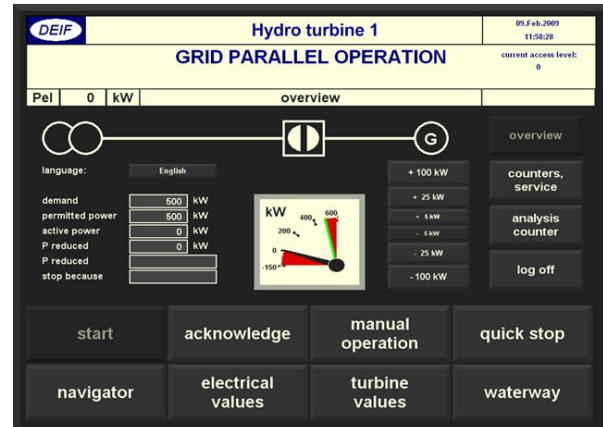 DEIF
Hydro turbine 1
09.Feb.2009
11:58:28
GRID PARALLEL OPERATION
current access level:
0
Pel 0 kW overview
G
overview
language: English
+ 100 kW
counters,
service
demand 500 kW
+ 25 kW
permitted power 500 kW
+ 5 kW
active power 0 kW
- 5 kW
P reduced 0 kW
P reduced
stop because
- 25 kW
- 100 kW
kW
400
600
200
0
-150
analysis
counter
log off
start
acknowledge
manual
operation
quick stop
navigator
electrical
values
turbine
values
waterway